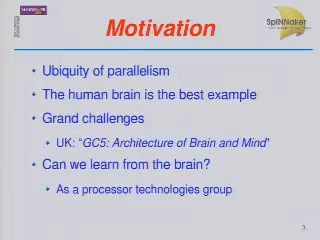 Motivation
SpiNNaker
Ubiquity of parallelism
The human brain is the best example
Grand challenges
UK: "GC5: Architecture of Brain and Mind"
Can we learn from the brain?
As a processor technologies group
3